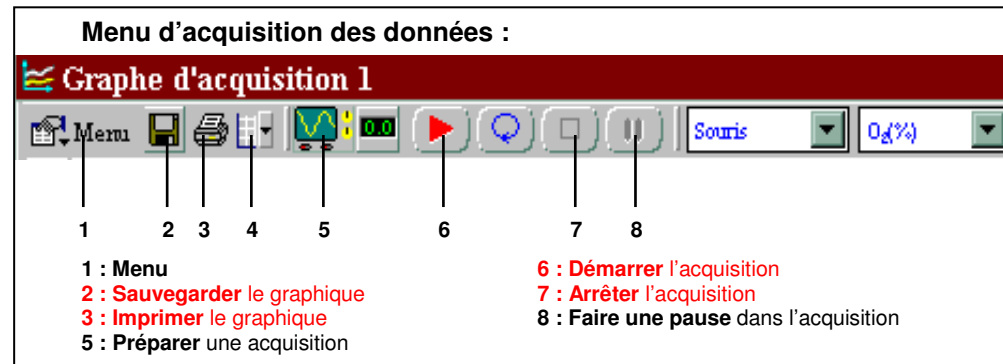 Menu d'acquisition des données :
Graphe d'acquisition 1
Menu 0.0 Souris O₂(%)
1 2 3 4 5 6 7 8
1 : Menu
2 : Sauvegarder le graphique
3 : Imprimer le graphique
5 : Préparer une acquisition
6 : Démarrer l'acquisition
7 : Arrêter l'acquisition
8 : Faire une pause dans l'acquisition